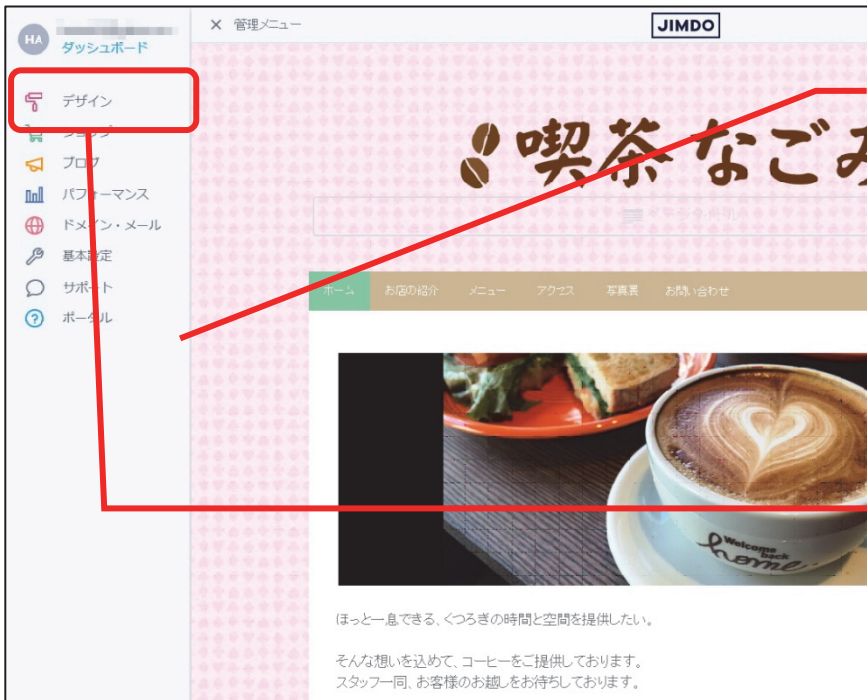 HA
ダッシュボード
× 管理メニュー
JIMDO
デザイン
ショップ
ブログ
パフォーマンス
ドメイン・メール
基本設定
サポート
ポータル
喫茶 なごみ
ホーム お店の紹介 メニュー アクセス 写真裏 お問い合わせ
Welcome
back
home
ほっと一息できる、くつろぎの時間と空間を提供したい。
そんな想いを込めて、コーヒーをご提供しております。
スタッフ一同、お客様のお越しをお待ちしております。